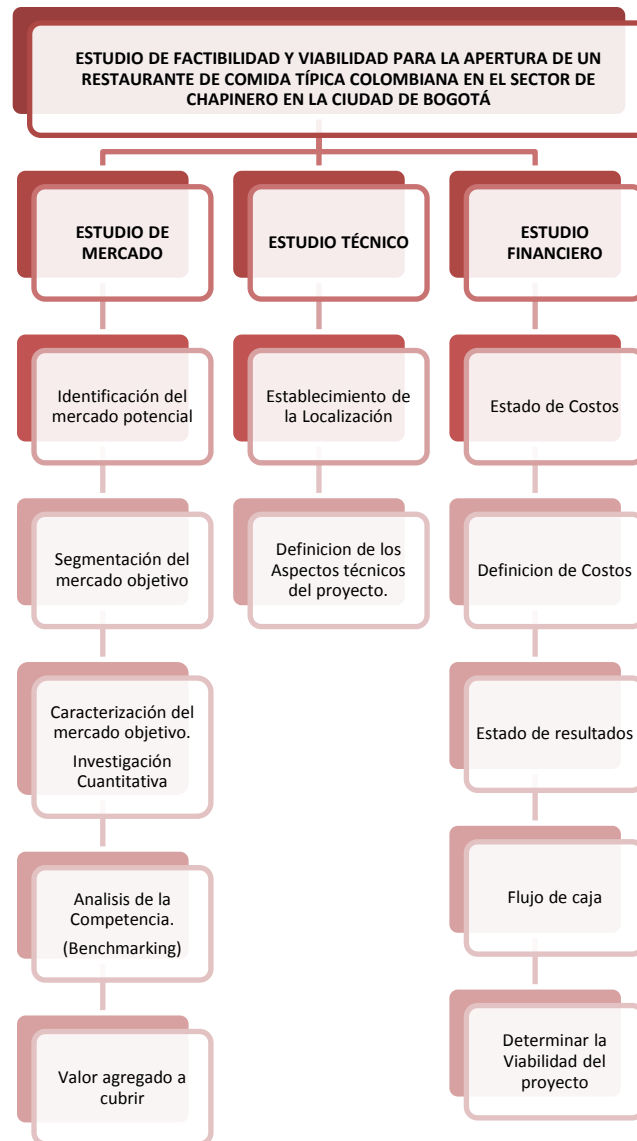 ESTUDIO DE FACTIBILIDAD Y VIABILIDAD PARA LA APERTURA DE UN
RESTAURANTE DE COMIDA TÍPICA COLOMBIANA EN EL SECTOR DE
CHAPINERO EN LA CIUDAD DE BOGOTÁ
ESTUDIO DE
MERCADO
Identificación del
mercado potencial
Segmentación del
mercado objetivo
Caracterización del
mercado objetivo.
Investigación
Cuantitativa
Analisis de la
Competencia.
(Benchmarking)
Valor agregado a
cubrir
ESTUDIO TÉCNICO
Establecimiento de
la Localización
Definicion de los
Aspectos técnicos
del proyecto.
ESTUDIO
FINANCIERO
Estado de Costos
Definicion de Costos
Estado de resultados
Flujo de caja
Determinar la
Viabilidad del
proyecto